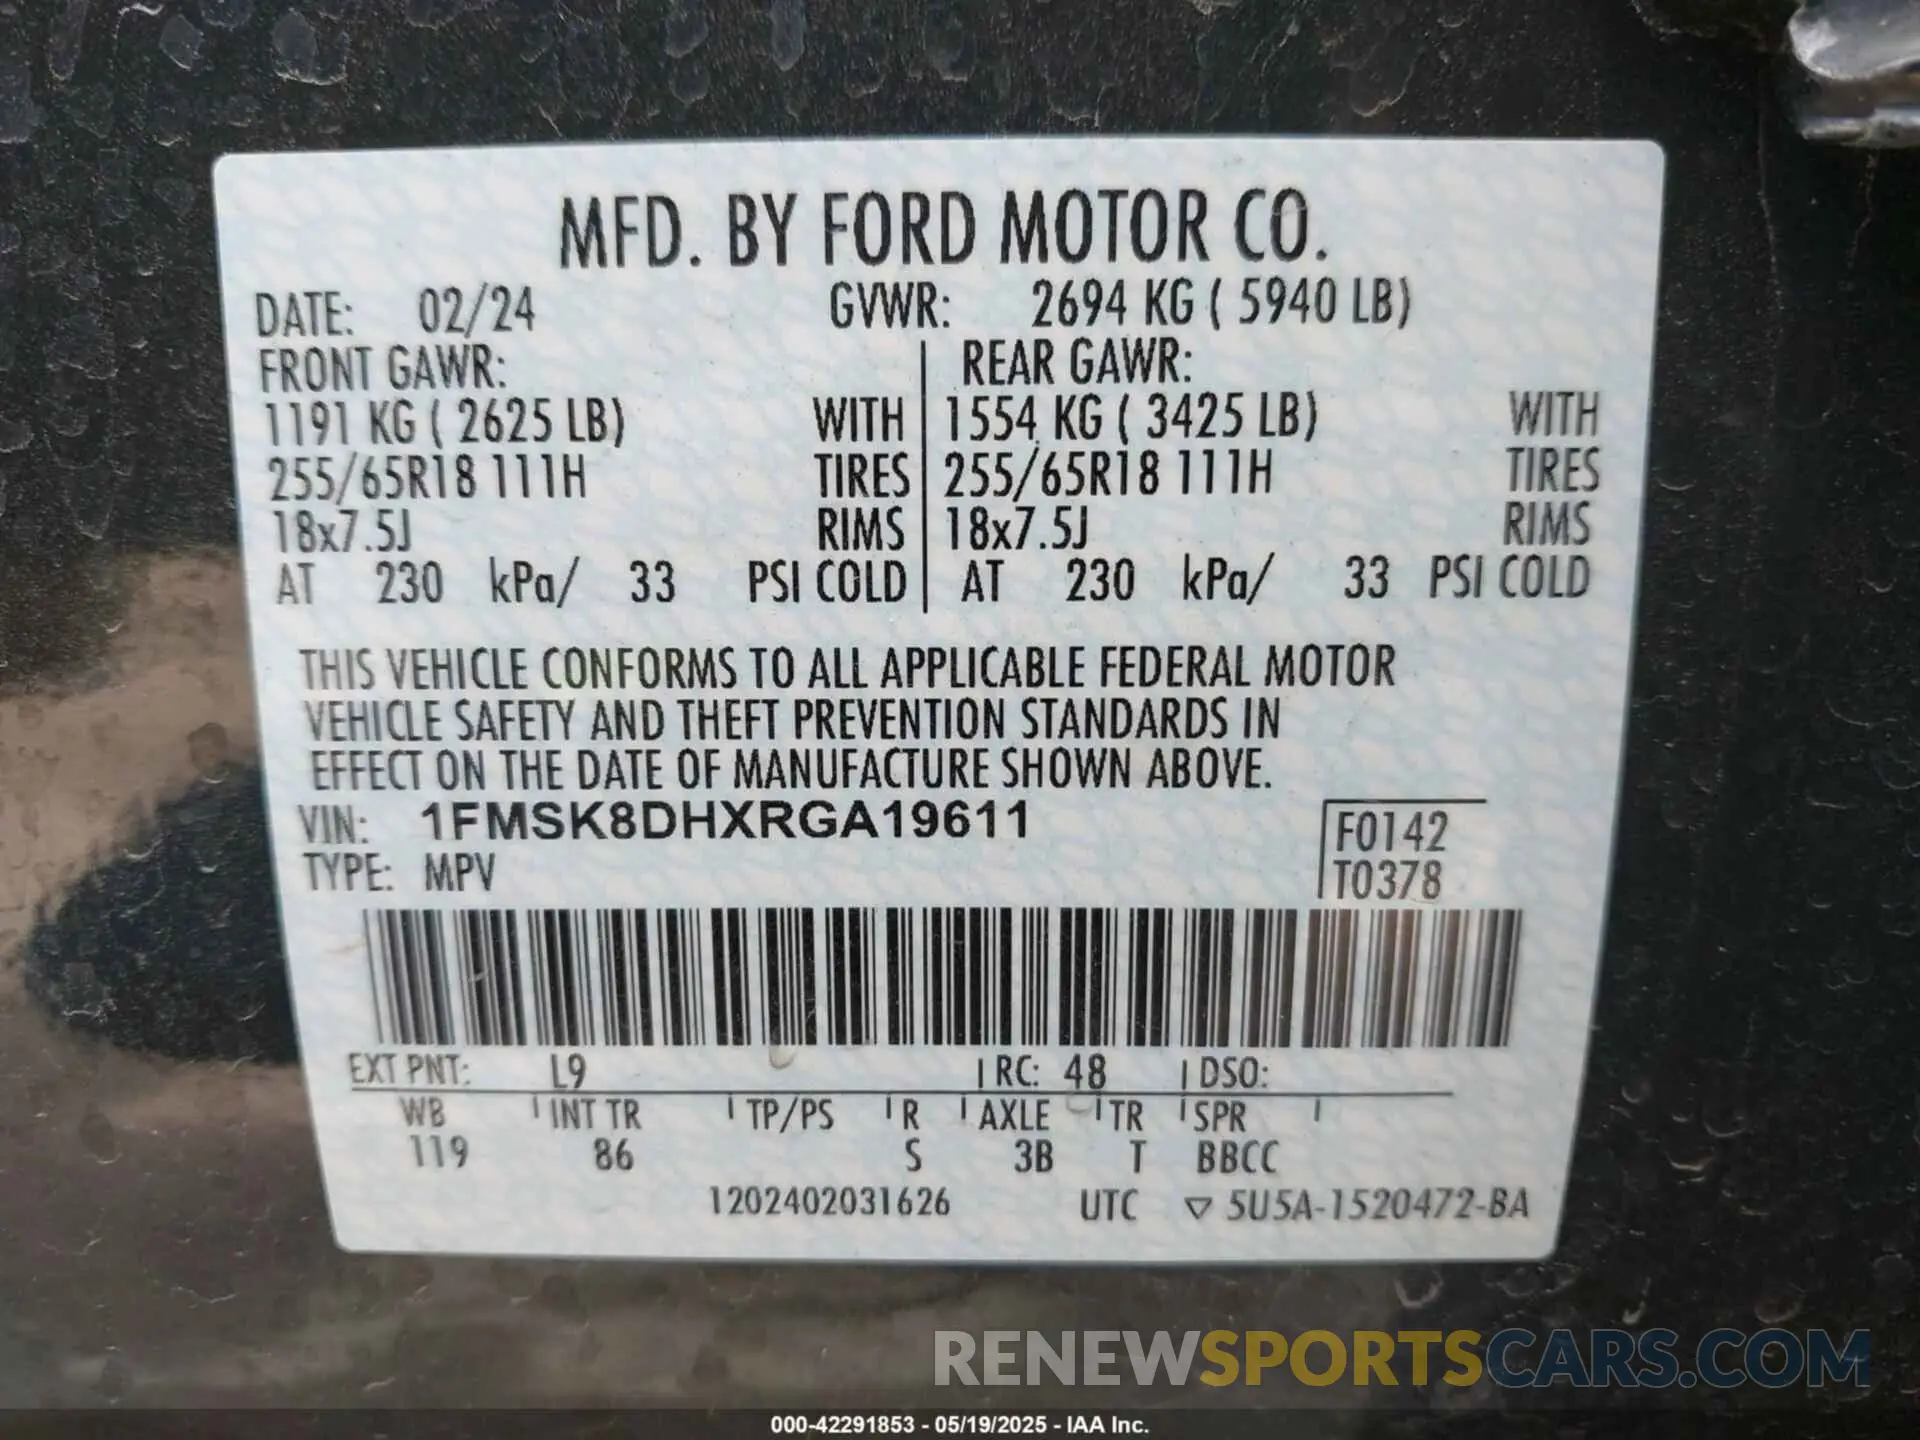 MFD. BY FORD MOTOR CO.
DATE: 02/24 GVWR: 2694 KG ( 5940 LB)
FRONT GAWR: REAR GAWR:
1191 KG ( 2625 LB) WITH 1554 KG ( 3425 LB) WITH
255/65R18 111H TIRES 255/65R18 111H TIRES
18x7.5J RIMS 18x7.5J RIMS
AT 230 kPa/ 33 PSI COLD AT 230 kPa/ 33 PSI COLD
THIS VEHICLE CONFORMS TO ALL APPLICABLE FEDERAL MOTOR
VEHICLE SAFETY AND THEFT PREVENTION STANDARDS IN
EFFECT ON THE DATE OF MANUFACTURE SHOWN ABOVE.
VIN: 1FMSK8DHXRGA19611 F0142
TYPE: MPV T0378
EXT PNT: L9 RC: 48 DSO:
WB INT TR TP/PS R AXLE TR SPR
119 86 S 3B T BBCC
1202402031626 UTC ▽ 5U5A-1520472-BA
RENEWSPORTSCARS.COM
000-42291853 - 05/19/2025 - IAA Inc.